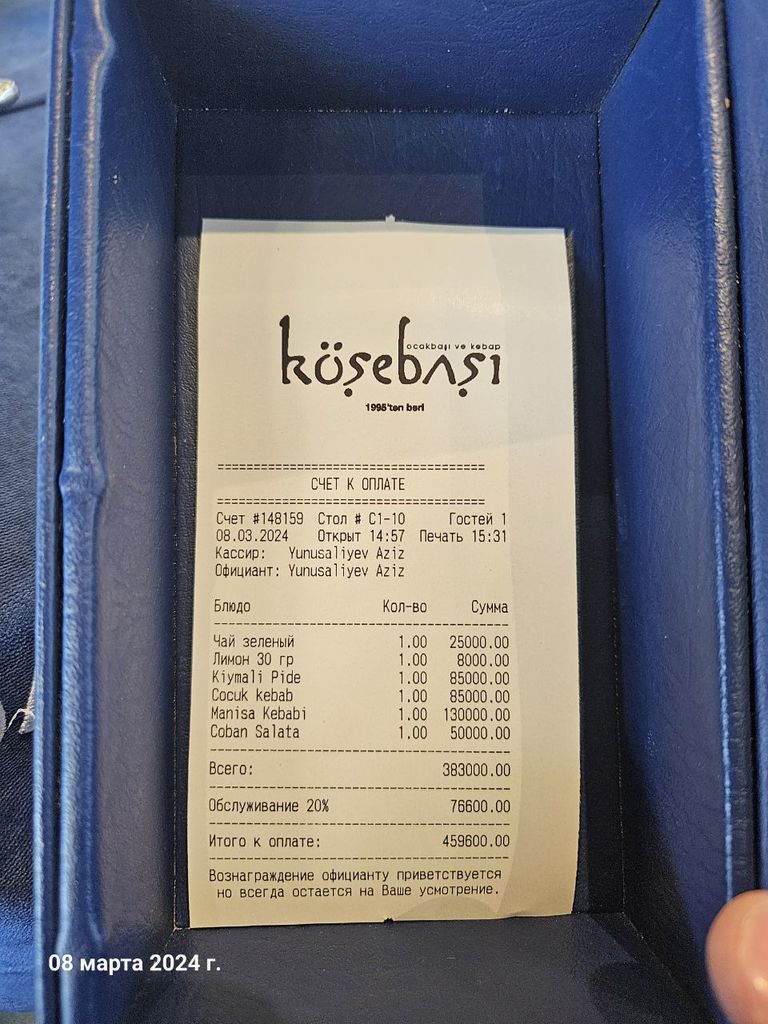 ocakbaşı ve kebap
köşebaşı
1995'ten beri
================================
СЧЕТ К ОПЛАТЕ
================================
Счет #148159 Стол # C1-10 Гостей 1
08.03.2024 Открыт 14:57 Печать 15:31
Кассир: Yunusaliyev Aziz
Официант: Yunusaliyev Aziz
Блюдо Кол-во Сумма
Чай зеленый 1.00 25000.00
Лимон 30 гр 1.00 8000.00
Kiymali Pide 1.00 85000.00
Cocuk kebab 1.00 85000.00
Manisa Kebabi 1.00 130000.00
Coban Salata 1.00 50000.00
Всего: 383000.00
Обслуживание 20% 76600.00
Итого к оплате: 459600.00
Вознаграждение официанту приветствуется
но всегда остается на Ваше усмотрение.
08 марта 2024 г.